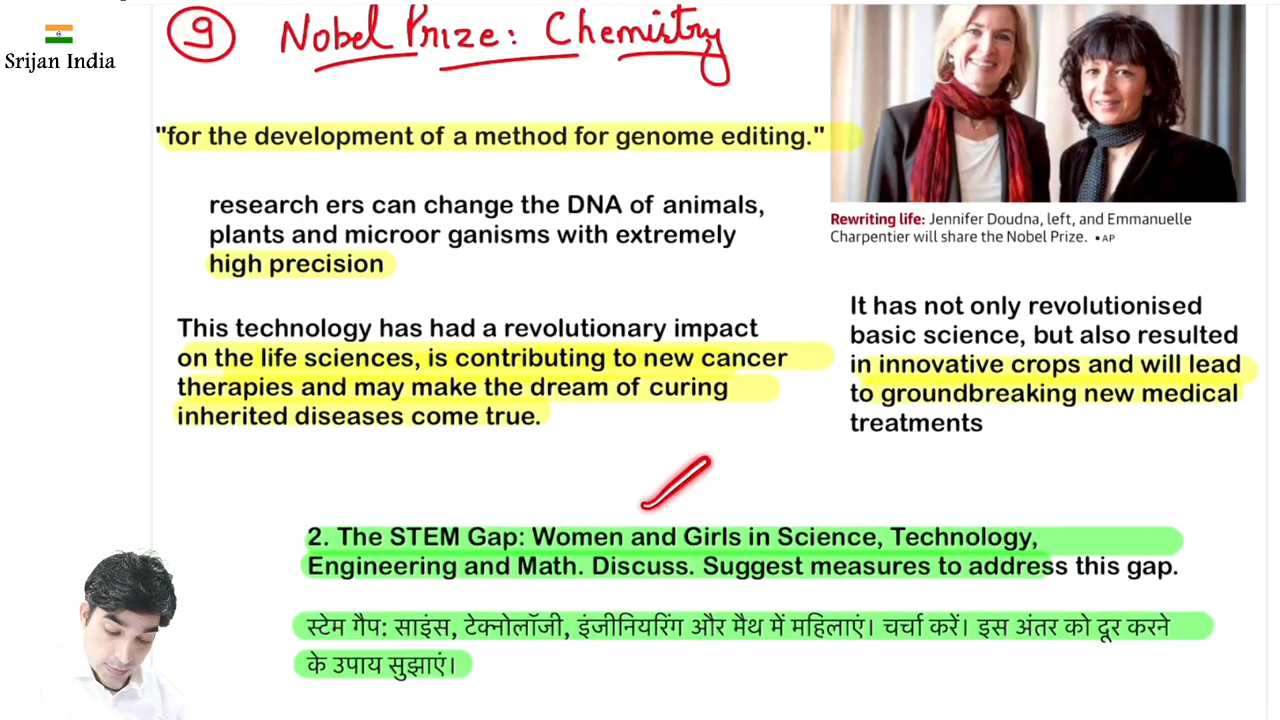 Srijan India
9 Nobel Prize: Chemistry
"for the development of a method for genome editing."
research ers can change the DNA of animals,
plants and microor ganisms with extremely
high precision
Rewriting life: Jennifer Doudna, left, and Emmanuelle
Charpentier will share the Nobel Prize. • AP
This technology has had a revolutionary impact
on the life sciences, is contributing to new cancer
therapies and may make the dream of curing
inherited diseases come true.
It has not only revolutionised
basic science, but also resulted
in innovative crops and will lead
to groundbreaking new medical
treatments
2. The STEM Gap: Women and Girls in Science, Technology,
Engineering and Math. Discuss. Suggest measures to address this gap.
स्टेम गैप: साइंस, टेक्नोलॉजी, इंजीनियरिंग और मैथ में महिलाएं। चर्चा करें। इस अंतर को दूर करने
के उपाय सुझाएं।